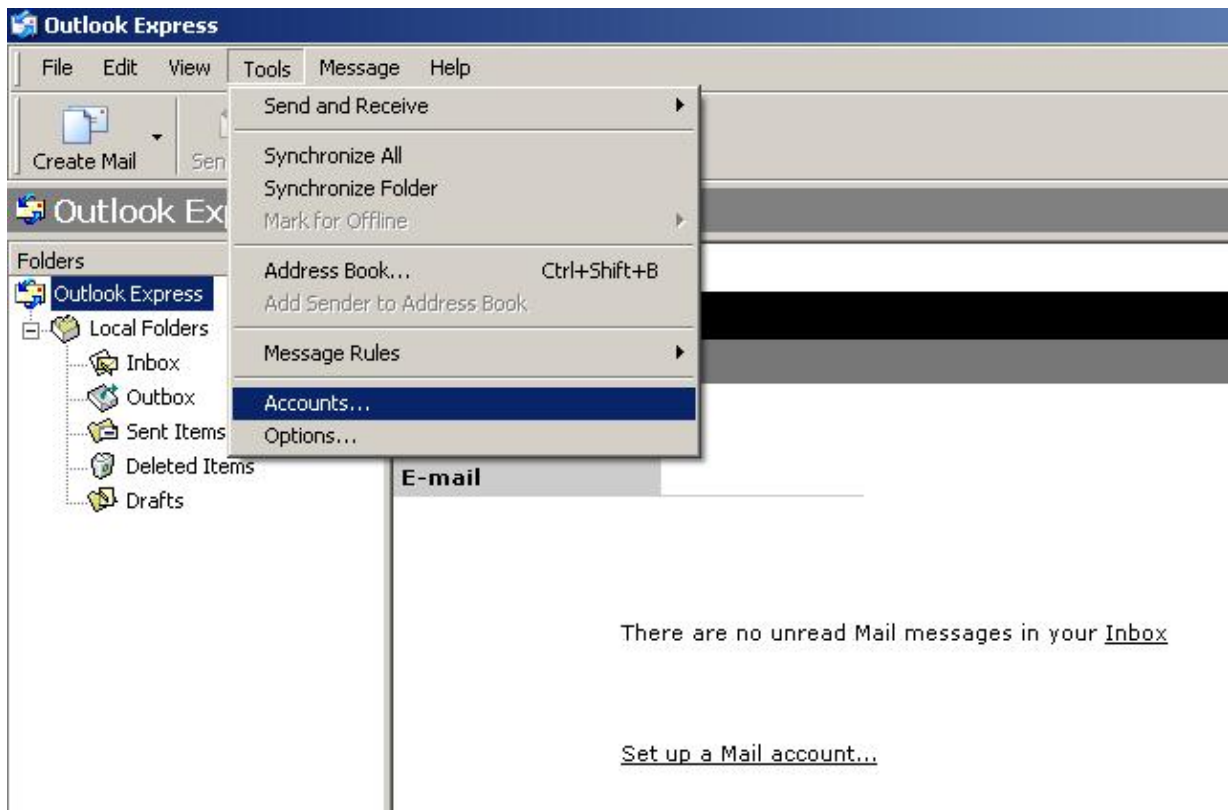 Outlook Express
File Edit View Tools Message Help
Create Mail
Sen
Send and Receive
Synchronize All
Synchronize Folder
Mark for Offline
Address Book... Ctrl+Shift+B
Add Sender to Address Book
Message Rules
Accounts...
Options...
Outlook Ex
Folders
Outlook Express
Local Folders
Inbox
Outbox
Sent Items
Deleted Items
Drafts
E-mail
There are no unread Mail messages in your Inbox
Set up a Mail account...